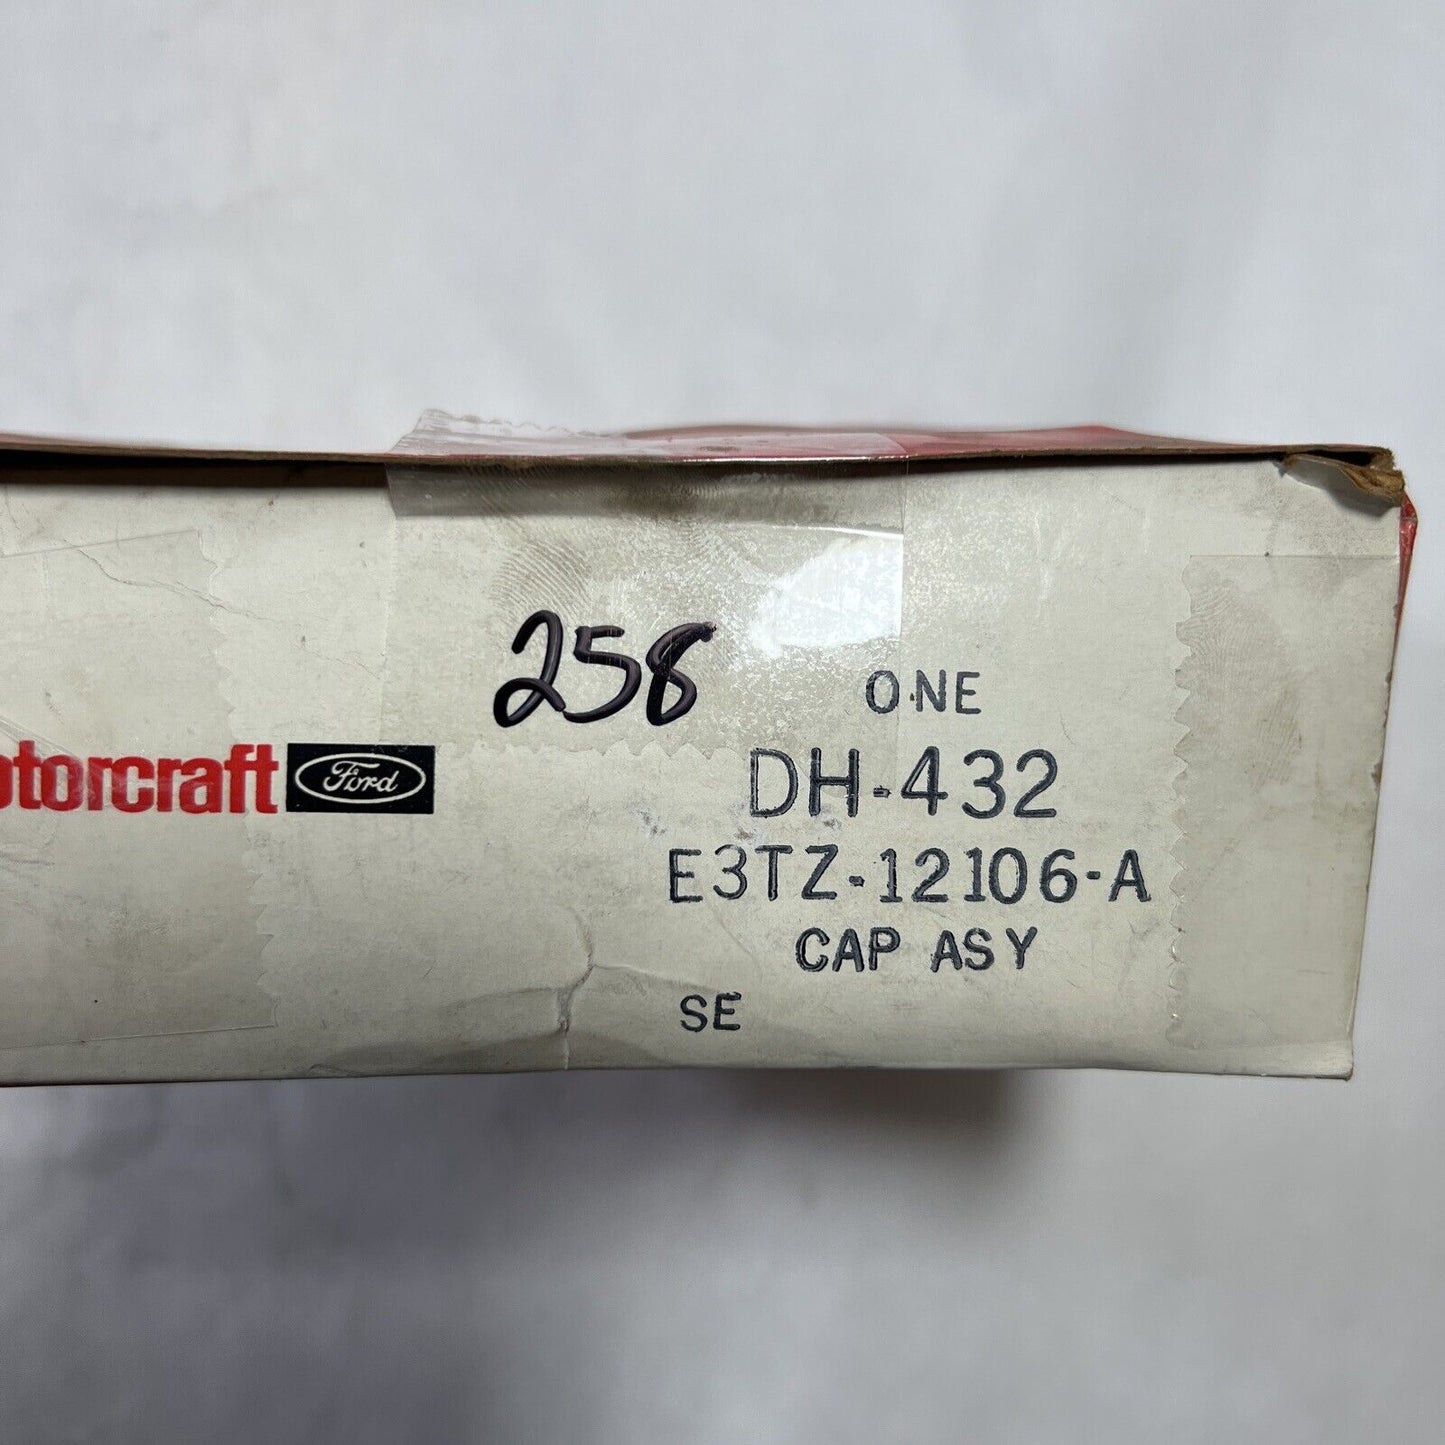 258
ONE
otorcraft Ford
DH-432
E3TZ-12106-A
CAP ASY
SE